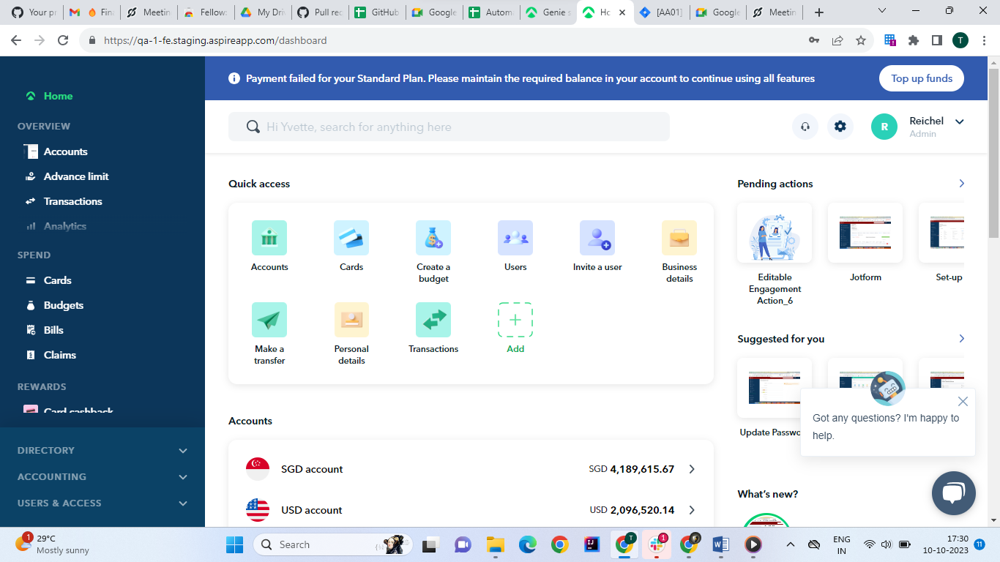 Your pr
Fina
Meetin
Fellows
My Dri
Pull rec
GitHub
Google
Autom
Genie s
Ho
[AA01]
Google
Meetin
https://qa-1-fe.staging.aspireapp.com/dashboard
T
Payment failed for your Standard Plan. Please maintain the required balance in your account to continue using all features
Top up funds
Home
OVERVIEW
Accounts
Advance limit
Transactions
Analytics
SPEND
Cards
Budgets
Bills
Claims
REWARDS
Card cashback
DIRECTORY
ACCOUNTING
USERS & ACCESS
Hi Yvette, search for anything here
R
Reichel
Admin
Quick access
Accounts
Cards
Create a
budget
Users
Invite a user
Business
details
Make a
transfer
Personal
details
Transactions
Add
Accounts
SGD account
SGD 4,189,615.67
USD account
USD 2,096,520.14
Pending actions
Editable
Engagement
Action_6
Jotform
Set-up
Suggested for you
Update Passwo
Got any questions? I'm happy to
help.
What's new?
1
29°C
Mostly sunny
Search
T
1
ENG
IN
17:30
10-10-2023
11